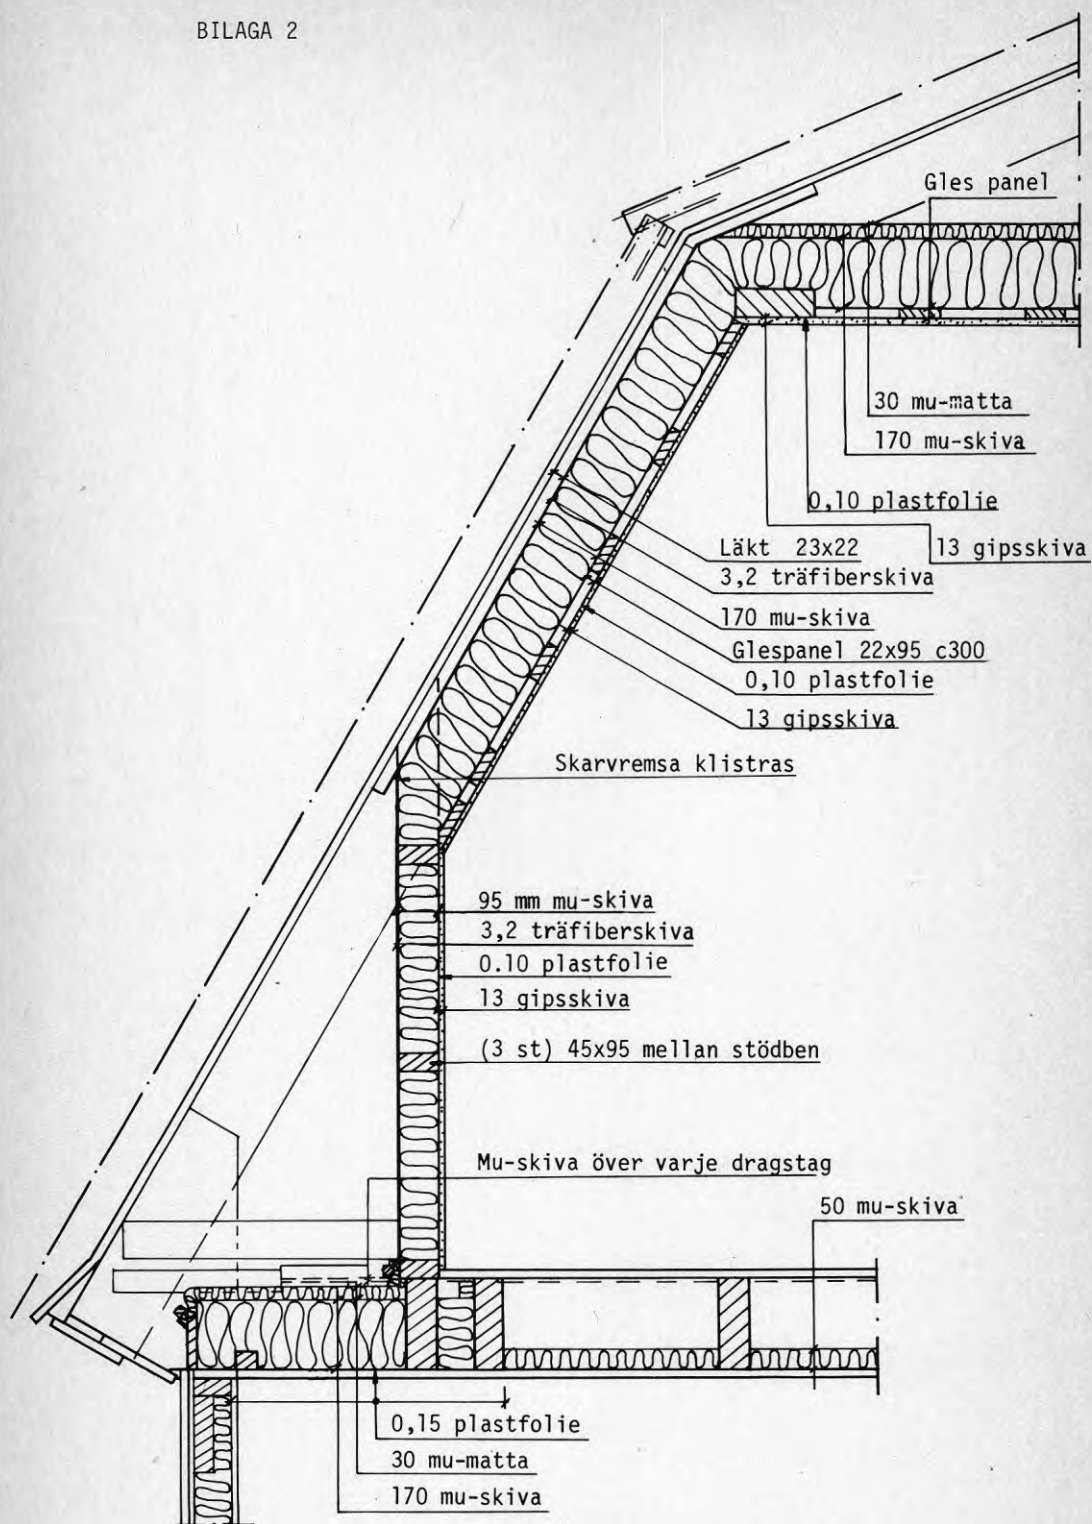 BILAGA 2
Gles panel
30 mu-matta
170 mu-skiva
0,10 plastfolie
13 gipsskiva
Läkt 23x22
3,2 träfiberskiva
170 mu-skiva
Glespanel 22x95 c300
0,10 plastfolie
13 gipsskiva
Skarvremsa klistras
95 mm mu-skiva
3,2 träfiberskiva
0.10 plastfolie
13 gipsskiva
(3 st) 45x95 mellan stödben
Mu-skiva över varje dragstag
50 mu-skiva
0,15 plastfolie
30 mu-matta
170 mu-skiva